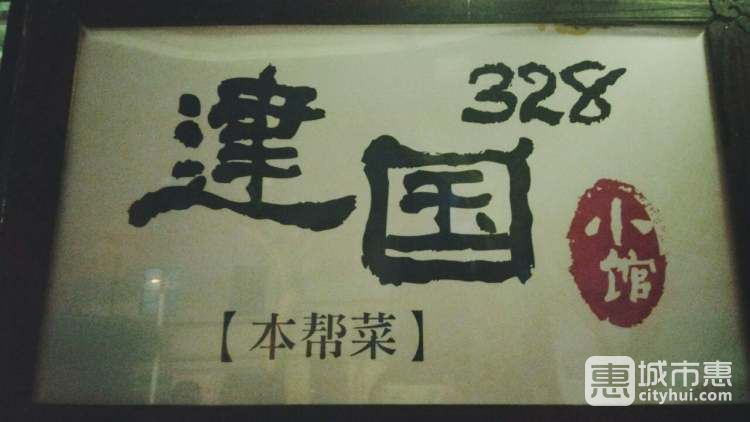 建国
328
小馆
【本帮菜】
惠 城市惠
cityhui.com